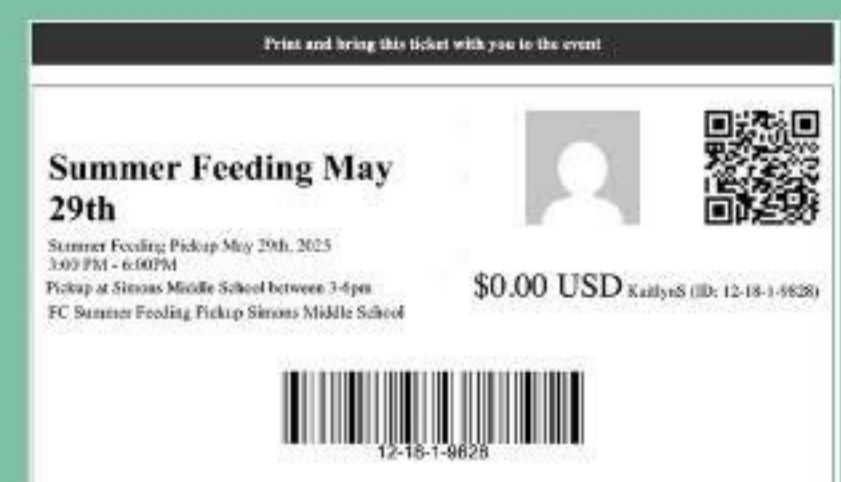 Print and bring this ticket with you to the event
Summer Feeding May
29th
Summer Feeding Pickup May 29th, 2025
3:00 PM - 6:00PM
Pickup at Simons Middle School between 3-6pm
FC Summer Feeding Pickup Simons Middle School
$0.00 USD KaitlynS (ID: 12-18-1-9828)
12-18-1-9828